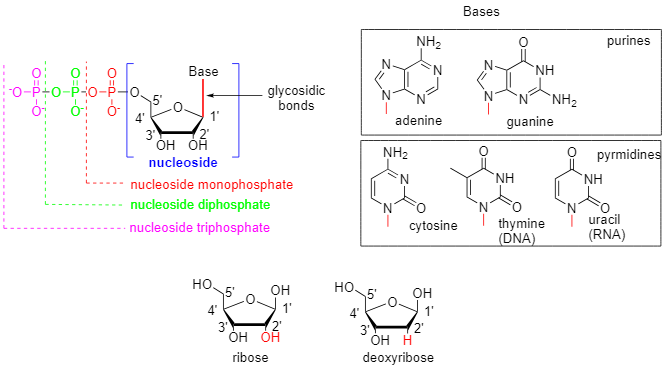 Bases
purines
NH2
N
N
N
N
adenine
O
N
NH
N
N
NH2
guanine
pyrmidines
NH2
N
N
O
cytosine
O
NH
N
O
thymine
(DNA)
O
NH
N
O
uracil
(RNA)
O O O
-O P O P O P O
O- O- O-
Base
5'
O
4' 1'
3' 2'
OH OH
glycosidic
bonds
nucleoside
nucleoside monophosphate
nucleoside diphosphate
nucleoside triphosphate
HO
5' OH
O
4' 1'
3' 2'
OH OH
ribose
HO
5' OH
O
4' 1'
3' 2'
OH H
deoxyribose